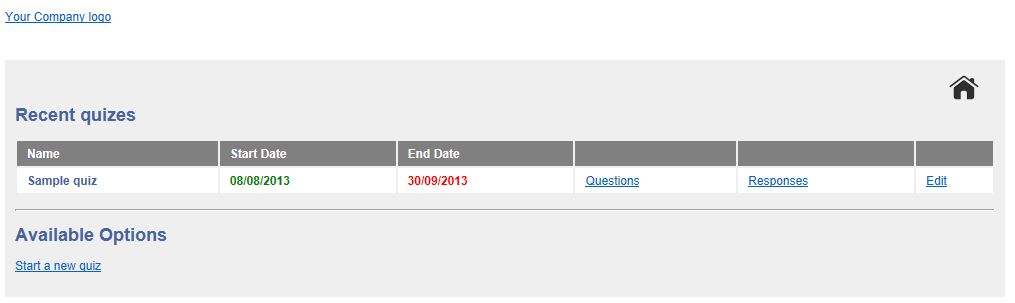 Your Company logo
Recent quizes
Name Start Date End Date
Sample quiz 08/08/2013 30/09/2013 Questions Responses Edit
Available Options
Start a new quiz